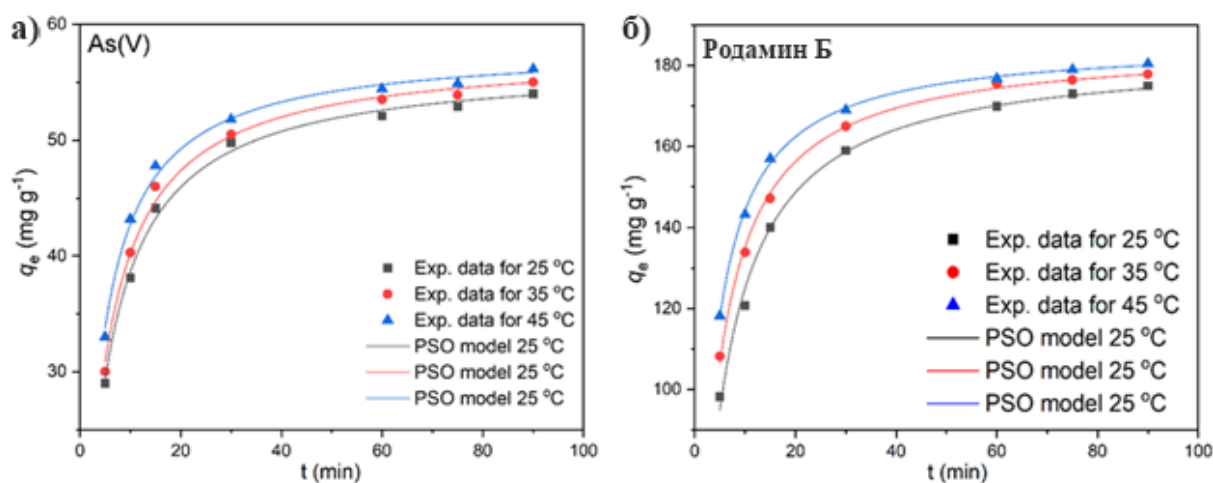 а)
As(V)
60
50
40
30
qe (mg g-1)
Exp. data for 25 °C
Exp. data for 35 °C
Exp. data for 45 °C
PSO model 25 °C
PSO model 25 °C
PSO model 25 °C
0 20 40 60 80 100
t (min)
б)
Родамин Б
180
160
140
120
100
qe (mg g-1)
Exp. data for 25 °C
Exp. data for 35 °C
Exp. data for 45 °C
PSO model 25 °C
PSO model 25 °C
PSO model 25 °C
0 20 40 60 80 100
t (min)